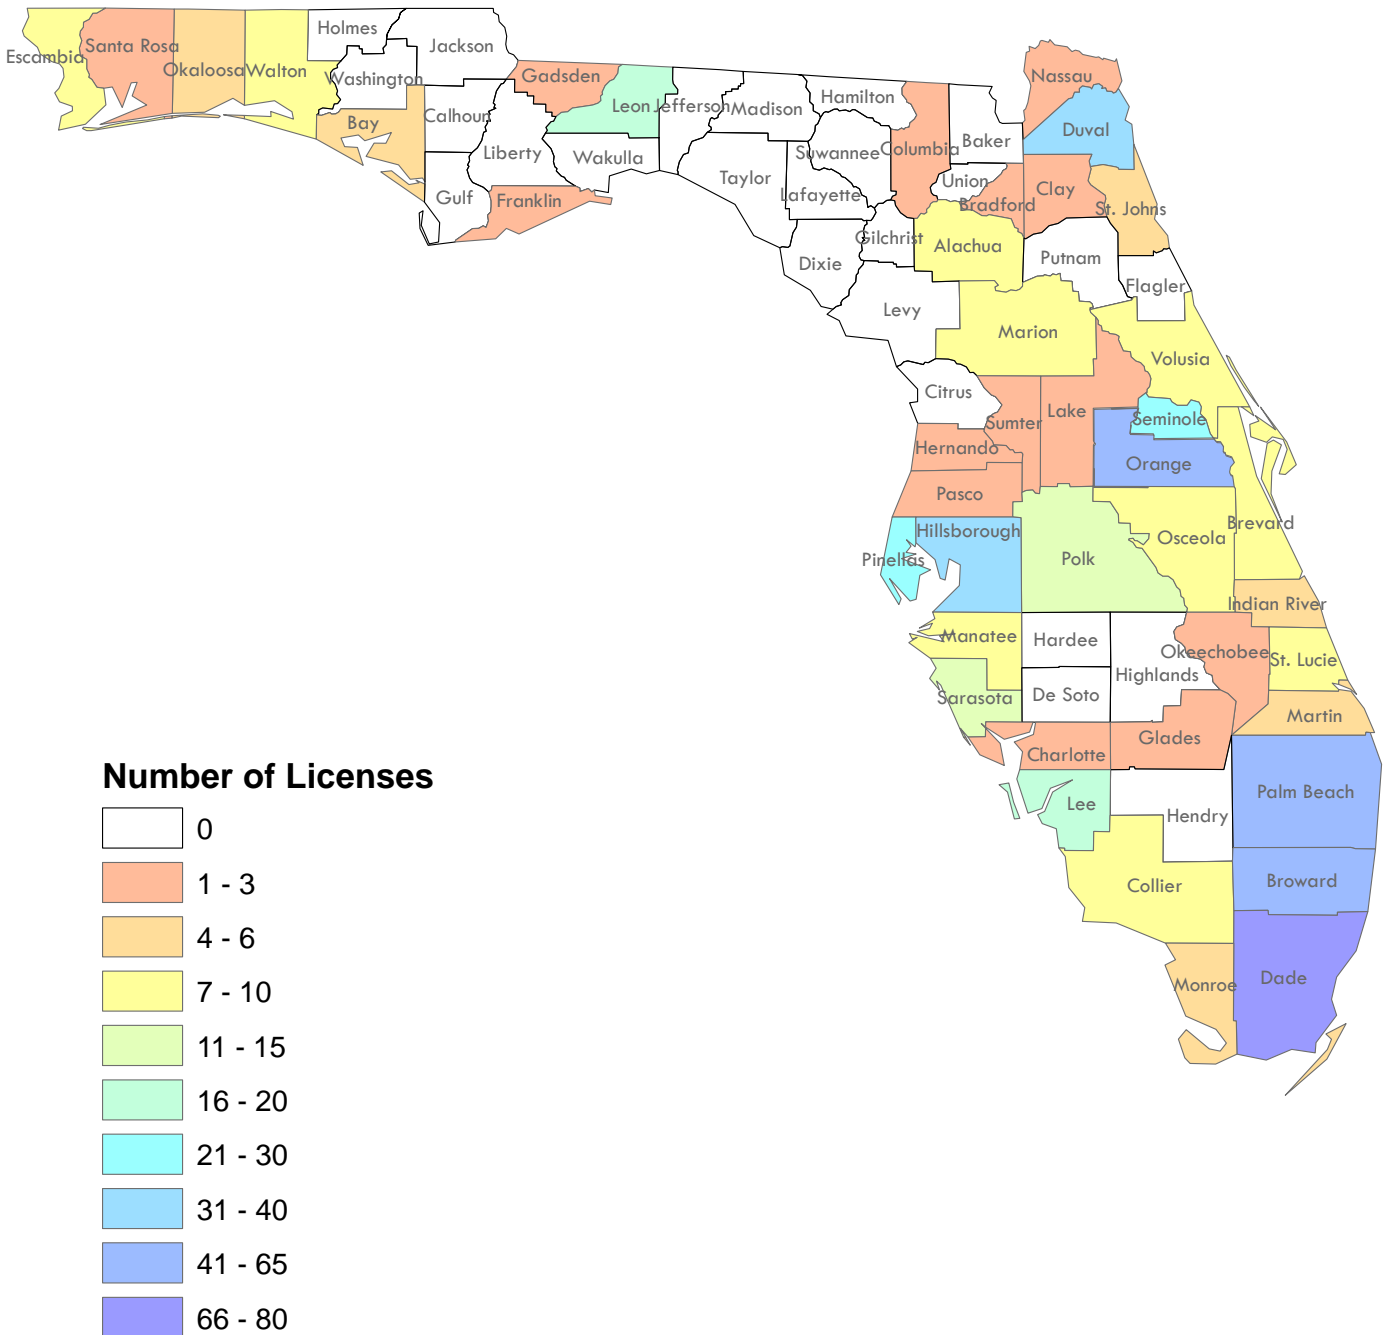 Holmes
Jackson
Santa Rosa
Escambia
Okaloosa
Walton
Washington
Gadsden
Nassau
Leon
Jefferson
Madison
Hamilton
Calhoun
Bay
Duval
Liberty
Wakulla
Suwannee
Columbia
Baker
Taylor
Lafayette
Union
Clay
Gulf
Franklin
Bradford
St. Johns
Gilchrist
Alachua
Dixie
Putnam
Flagler
Levy
Marion
Volusia
Citrus
Lake
Sumter
Seminole
Hernando
Orange
Pasco
Hillsborough
Brevard
Osceola
Pinellas
Polk
Indian River
Manatee
Hardee
Okeechobee
St. Lucie
Highlands
Sarasota
De Soto
Martin
Charlotte
Glades
Palm Beach
Lee
Hendry
Collier
Broward
Monroe
Dade
Number of Licenses
0
1 - 3
4 - 6
7 - 10
11 - 15
16 - 20
21 - 30
31 - 40
41 - 65
66 - 80